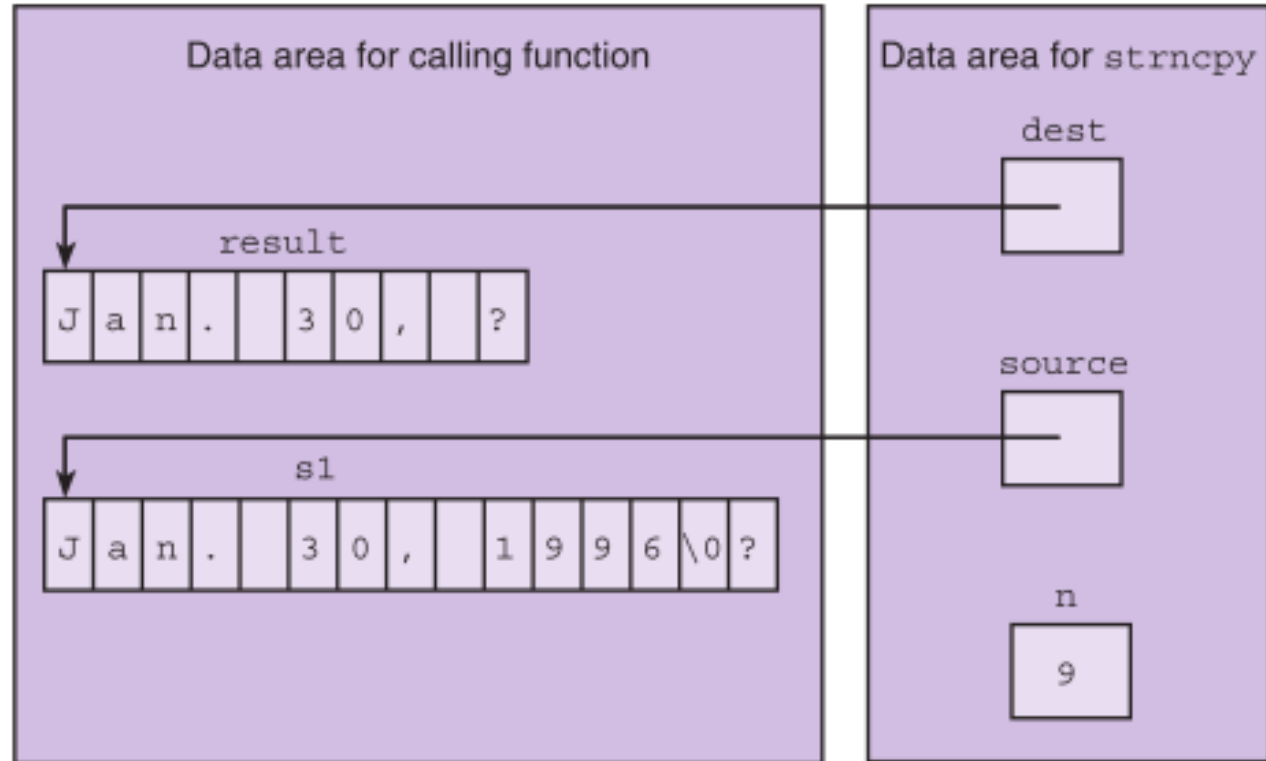 Data area for calling function
Data area for strncpy
dest
result
J a n .   3 0 ,   ?
source
s1
J a n .   3 0 ,   1 9 9 6 \0 ?
n
9